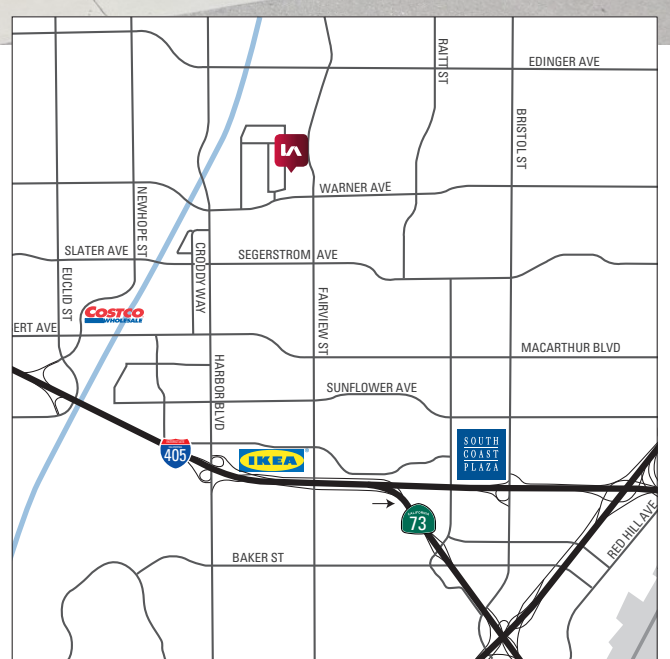 EDINGER AVE
RAITT ST
BRISTOL ST
LA
WARNER AVE
NEWHOPE ST
SLATER AVE
CRODDY WAY
SEGERSTROM AVE
EUCLID ST
FAIRVIEW ST
COSTCO
WHOLESALE
ERT AVE
MACARTHUR BLVD
HARBOR BLVD
SUNFLOWER AVE
SOUTH
COAST
PLAZA
405
IKEA
CALIFORNIA
73
RED HILL AVE
BAKER ST